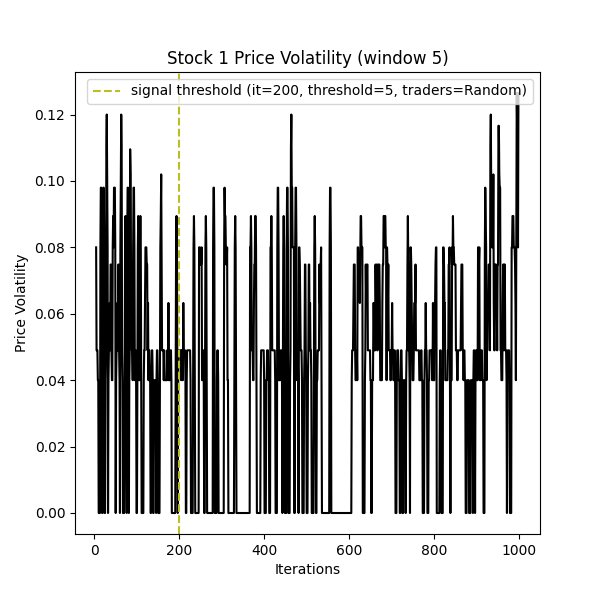 Stock 1 Price Volatility (window 5)
signal threshold (it=200, threshold=5, traders=Random)
Price Volatility
0.12
0.10
0.08
0.06
0.04
0.02
0.00
0 200 400 600 800 1000
Iterations